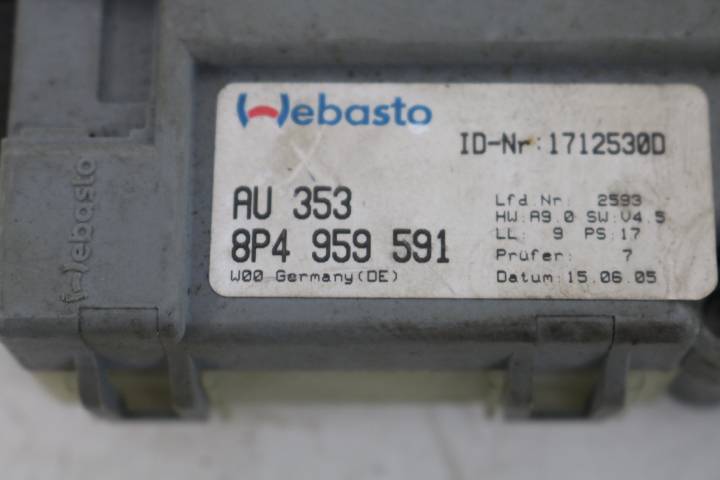 Webasto
ID-Nr:1712530D
AU 353
8P4 959 591
W00 Germany(DE)
Lfd.Nr: 2593
HW:A9.0 SW:V4.5
LL: 9 PS:17
Prüfer: 7
Datum:15.06.05
Webasto